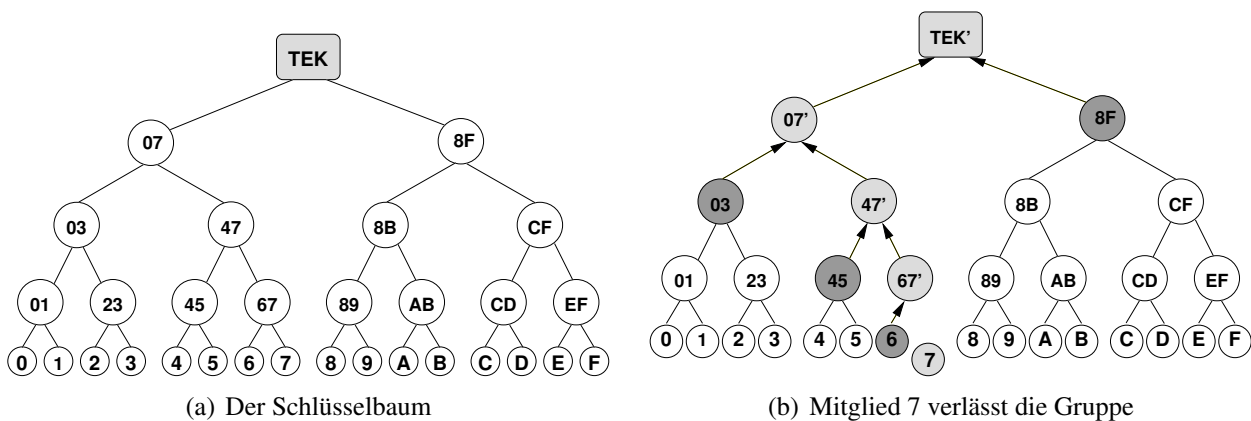 TEK
07 8F
03 47 8B CF
01 23 45 67 89 AB CD EF
0 1 2 3 4 5 6 7 8 9 A B C D E F
(a) Der Schlüsselbaum
TEK’
07’ 8F
03 47’ 8B CF
01 23 45 67’ 89 AB CD EF
0 1 2 3 4 5 6 7 8 9 A B C D E F
(b) Mitglied 7 verlässt die Gruppe